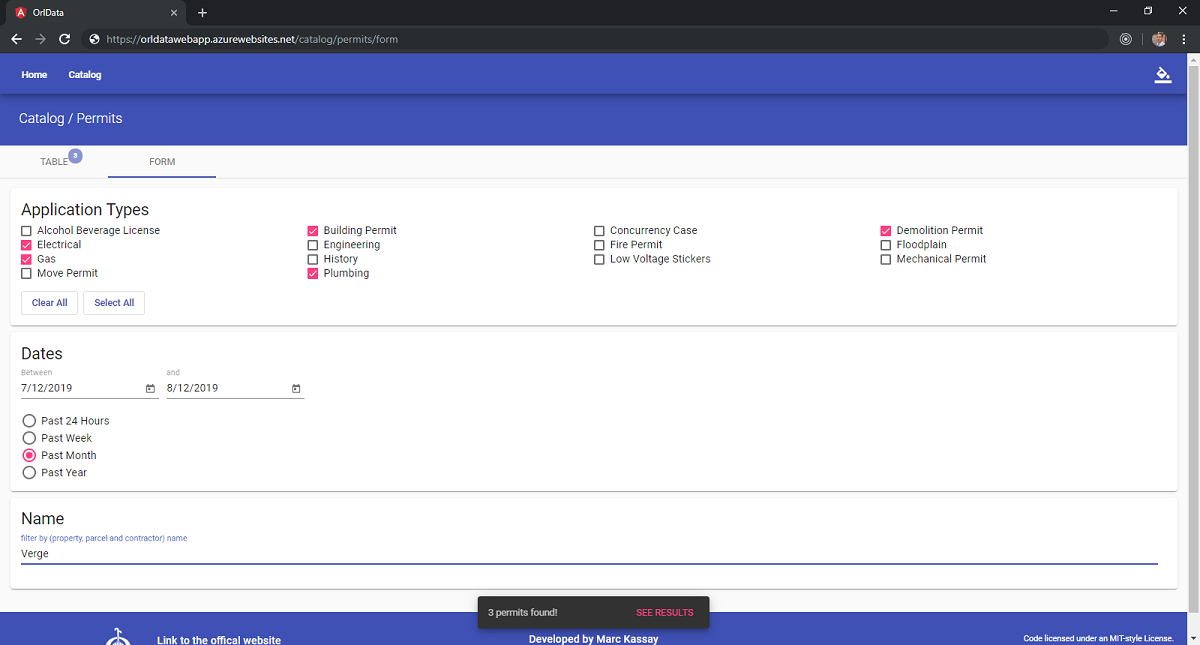 OrlData
https://orldatawebapp.azurewebsites.net/catalog/permits/form
Home Catalog
Catalog / Permits
TABLE 3 FORM
Application Types
Alcohol Beverage License Building Permit Concurrency Case Demolition Permit
Electrical Engineering Fire Permit Floodplain
Gas History Low Voltage Stickers Mechanical Permit
Move Permit Plumbing
Clear All Select All
Dates
Between and
7/12/2019 8/12/2019
Past 24 Hours
Past Week
Past Month
Past Year
Name
filter by (property, parcel and contractor) name
Verge
3 permits found! SEE RESULTS
Link to the offical website Developed by Marc Kassay Code licensed under an MIT-style License.